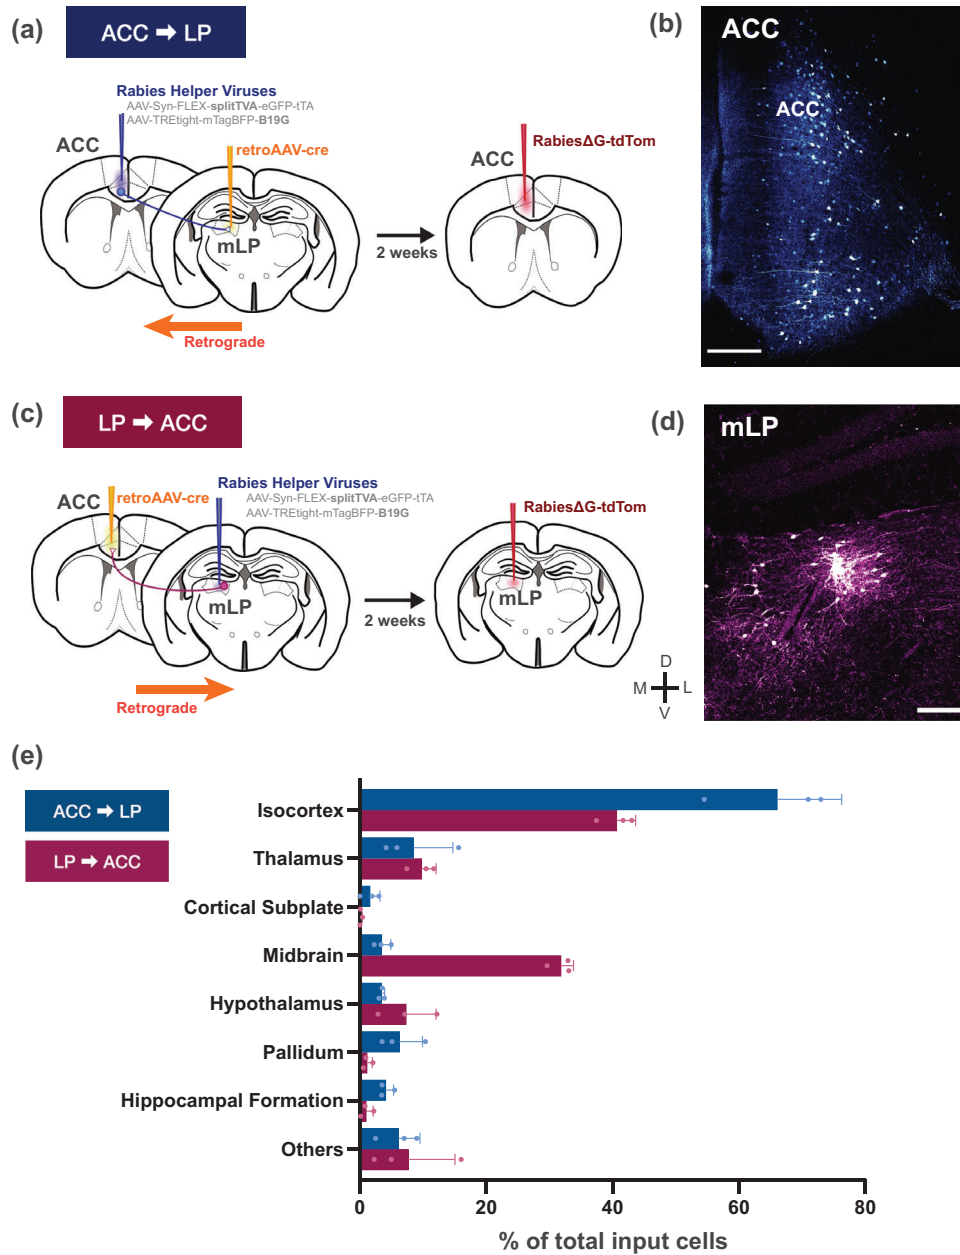 (a)
ACC ➡ LP
Rabies Helper Viruses
AAV-Syn-FLEX-splitTVA-eGFP-tTA
AAV-TREtight-mTagBFP-B19G
ACC
retroAAV-cre
mLP
Retrograde
2 weeks
RabiesΔG-tdTom
ACC
(b)
ACC
ACC
(c)
LP ➡ ACC
Rabies Helper Viruses
AAV-Syn-FLEX-splitTVA-eGFP-tTA
AAV-TREtight-mTagBFP-B19G
ACC
retroAAV-cre
mLP
Retrograde
2 weeks
RabiesΔG-tdTom
mLP
D
M L
V
(d)
mLP
(e)
ACC ➡ LP
LP ➡ ACC
Isocortex
Thalamus
Cortical Subplate
Midbrain
Hypothalamus
Pallidum
Hippocampal Formation
Others
0 20 40 60 80
% of total input cells